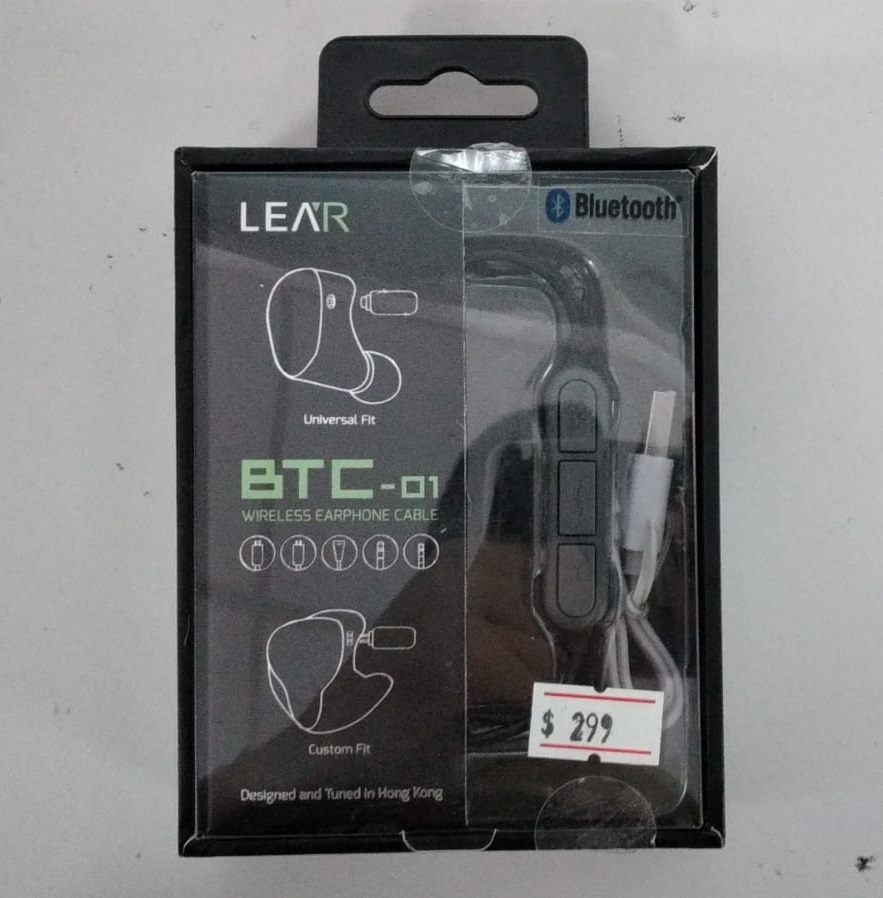 LEAR
Bluetooth®
Universal Fit
BTC-01
WIRELESS EARPHONE CABLE
Custom Fit
$ 299
Designed and Tuned in Hong Kong